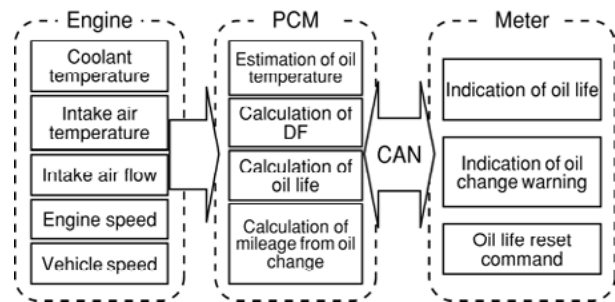 Engine
Coolant
temperature
Intake air
temperature
Intake air flow
Engine speed
Vehicle speed
PCM
Estimation of oil
temperature
Calculation of
DF
Calculation of
oil life
Calculation of
mileage from oil
change
CAN
Meter
Indication of oil life
Indication of oil
change warning
Oil life reset
command